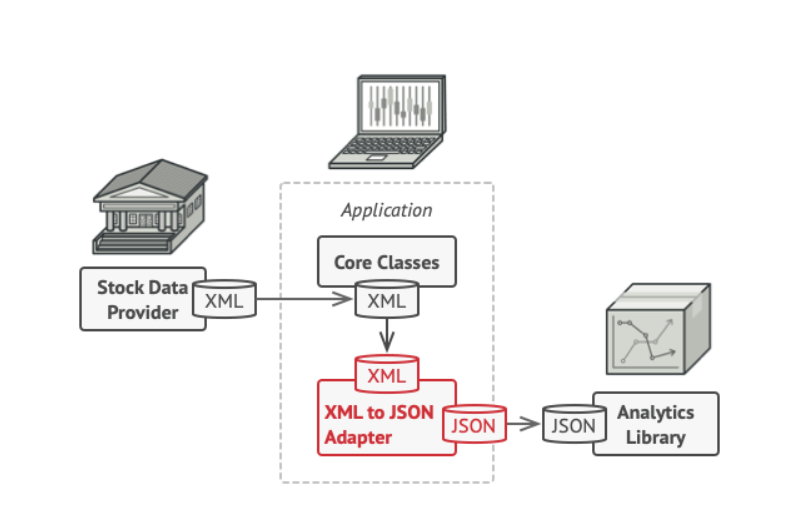 Application
Core Classes
Stock Data
Provider
XML
XML
XML
XML to JSON
Adapter
JSON
JSON
Analytics
Library